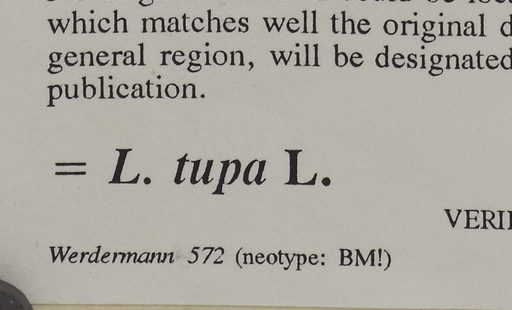 which matches well the original
general region, will be designated
publication.
= L. tupa L.
Werdermann 572 (neotype: BM!)